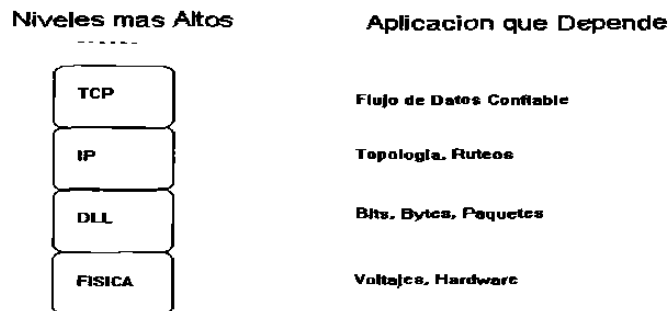 Niveles mas Altos
Aplicacion que Depende
TCP
Flujo de Datos Confiable
IP
Topologia, Ruteos
DLL
Bits, Bytes, Paquetes
FISICA
Voltajes, Hardware